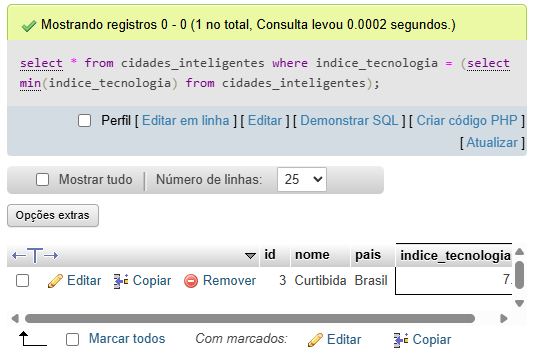 Mostrando registros 0 - 0 (1 no total, Consulta levou 0.0002 segundos.)
select * from cidades_inteligentes where indice_tecnologia = (select
min(indice_tecnologia) from cidades_inteligentes);
Perfil [ Editar em linha ] [ Editar ] [ Demonstrar SQL ] [ Criar código PHP ]
[ Atualizar ]
Mostrar tudo Número de linhas: 25
Opções extras
id nome pais indice_tecnologia
Editar Copiar Remover 3 Curtibida Brasil 7.
Marcar todos Com marcados: Editar Copiar